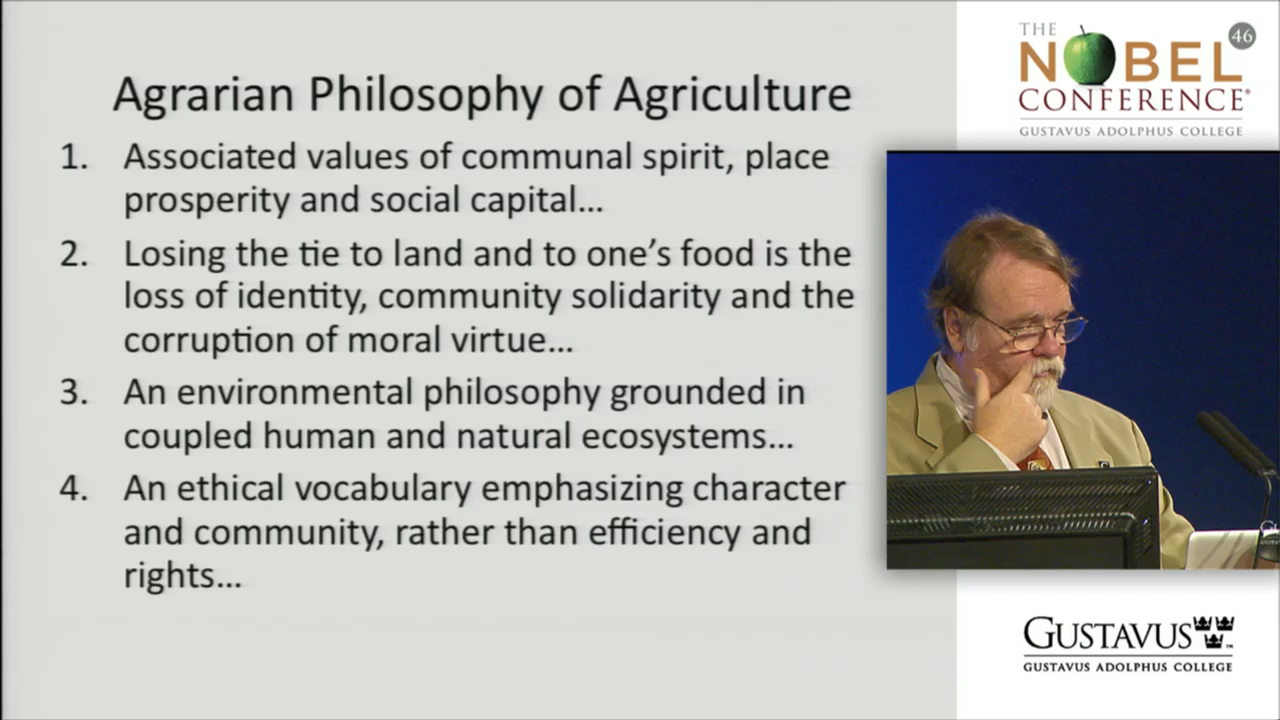 Agrarian Philosophy of Agriculture
1. Associated values of communal spirit, place
prosperity and social capital…
2. Losing the tie to land and to one’s food is the
loss of identity, community solidarity and the
corruption of moral virtue…
3. An environmental philosophy grounded in
coupled human and natural ecosystems…
4. An ethical vocabulary emphasizing character
and community, rather than efficiency and
rights…
THE
NOBEL 46
CONFERENCE®
GUSTAVUS ADOLPHUS COLLEGE
GUSTAVUS™
GUSTAVUS ADOLPHUS COLLEGE